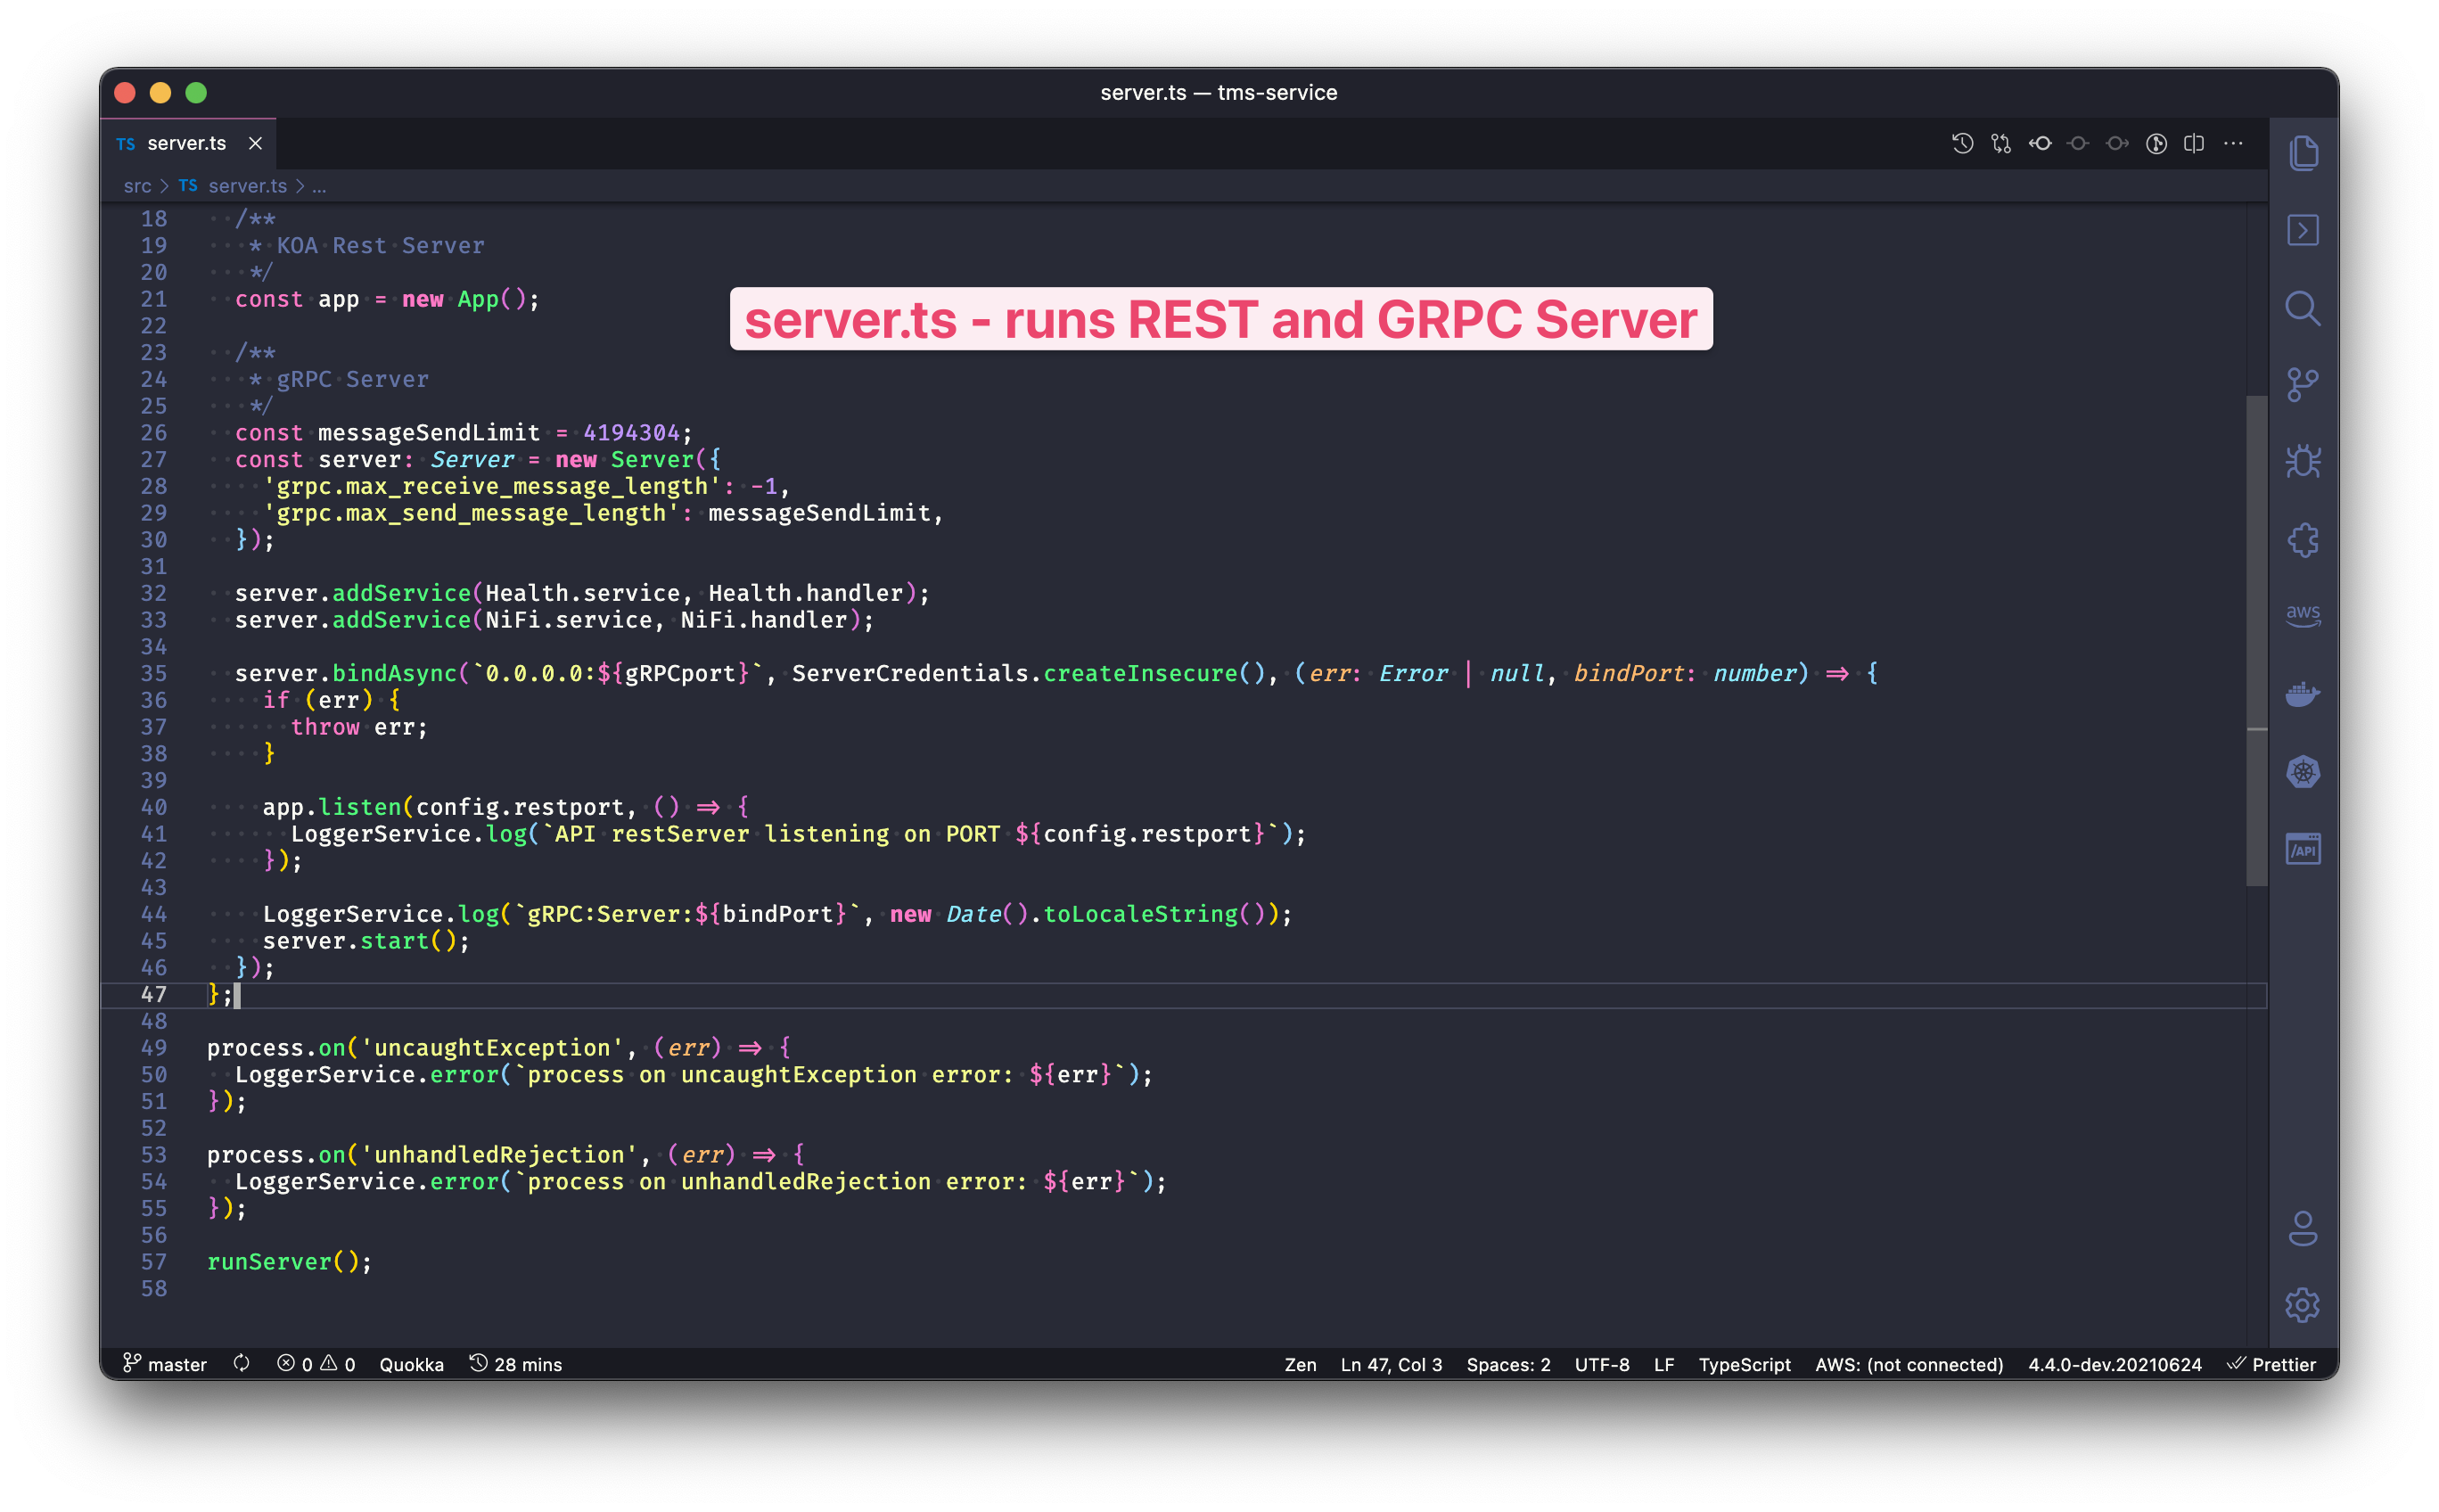 server.ts — tms-service
TS server.ts ×
src > TS server.ts > ...
18 /**
19 * KOA Rest Server
20 */
21 const app = new App();
server.ts - runs REST and GRPC Server
22
23 /**
24 * gRPC Server
25 */
26 const messageSendLimit = 4194304;
27 const server: Server = new Server({
28 'grpc.max_receive_message_length': -1,
29 'grpc.max_send_message_length': messageSendLimit,
30 });
31
32 server.addService(Health.service, Health.handler);
33 server.addService(NiFi.service, NiFi.handler);
34
35 server.bindAsync(`0.0.0.0:${gRPCport}`, ServerCredentials.createInsecure(), (err: Error | null, bindPort: number) => {
36 if (err) {
37 throw err;
38 }
39
40 app.listen(config.restport, () => {
41 LoggerService.log(`API restServer listening on PORT ${config.restport}`);
42 });
43
44 LoggerService.log(`gRPC:Server:${bindPort}`, new Date().toLocaleString());
45 server.start();
46 });
47 };
48
49 process.on('uncaughtException', (err) => {
50 LoggerService.error(`process on uncaughtException error: ${err}`);
51 });
52
53 process.on('unhandledRejection', (err) => {
54 LoggerService.error(`process on unhandledRejection error: ${err}`);
55 });
56
57 runServer();
58
aws
/API
master 0 0 Quokka 28 mins Zen Ln 47, Col 3 Spaces: 2 UTF-8 LF TypeScript AWS: (not connected) 4.4.0-dev.20210624 Prettier